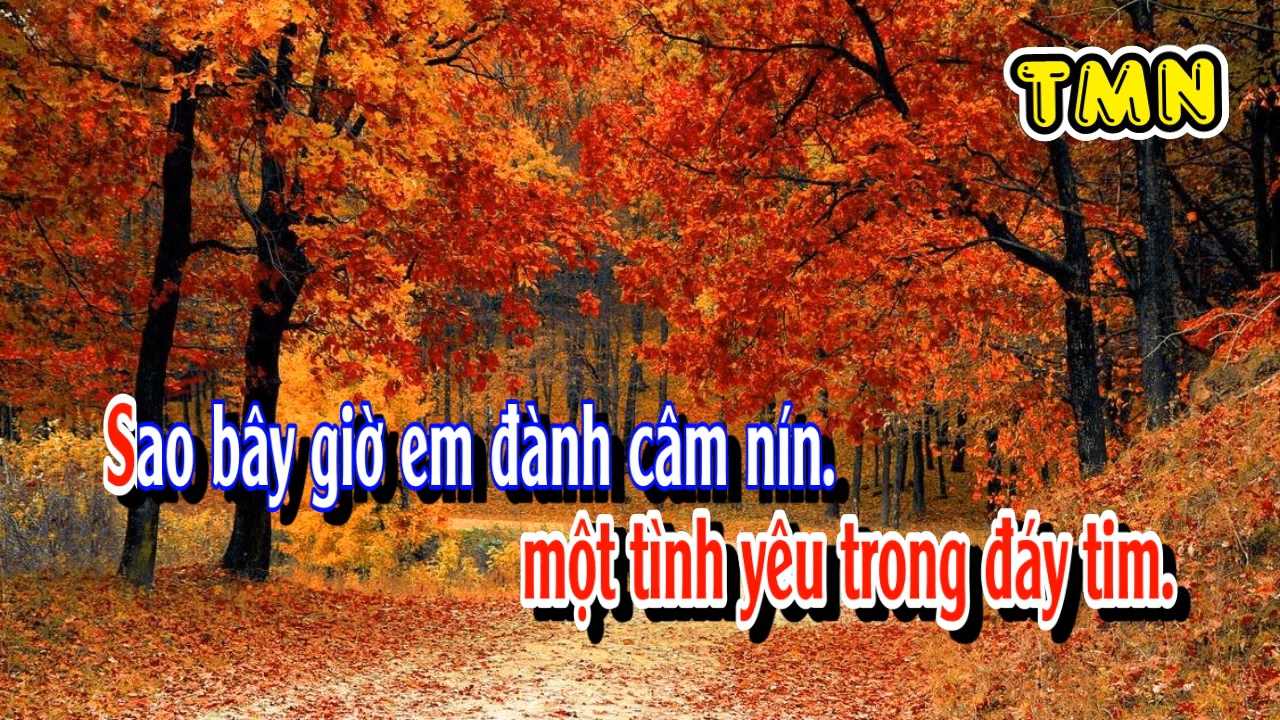 TMN
Sao bây giờ em đành câm nín.
một tình yêu trong đáy tim.